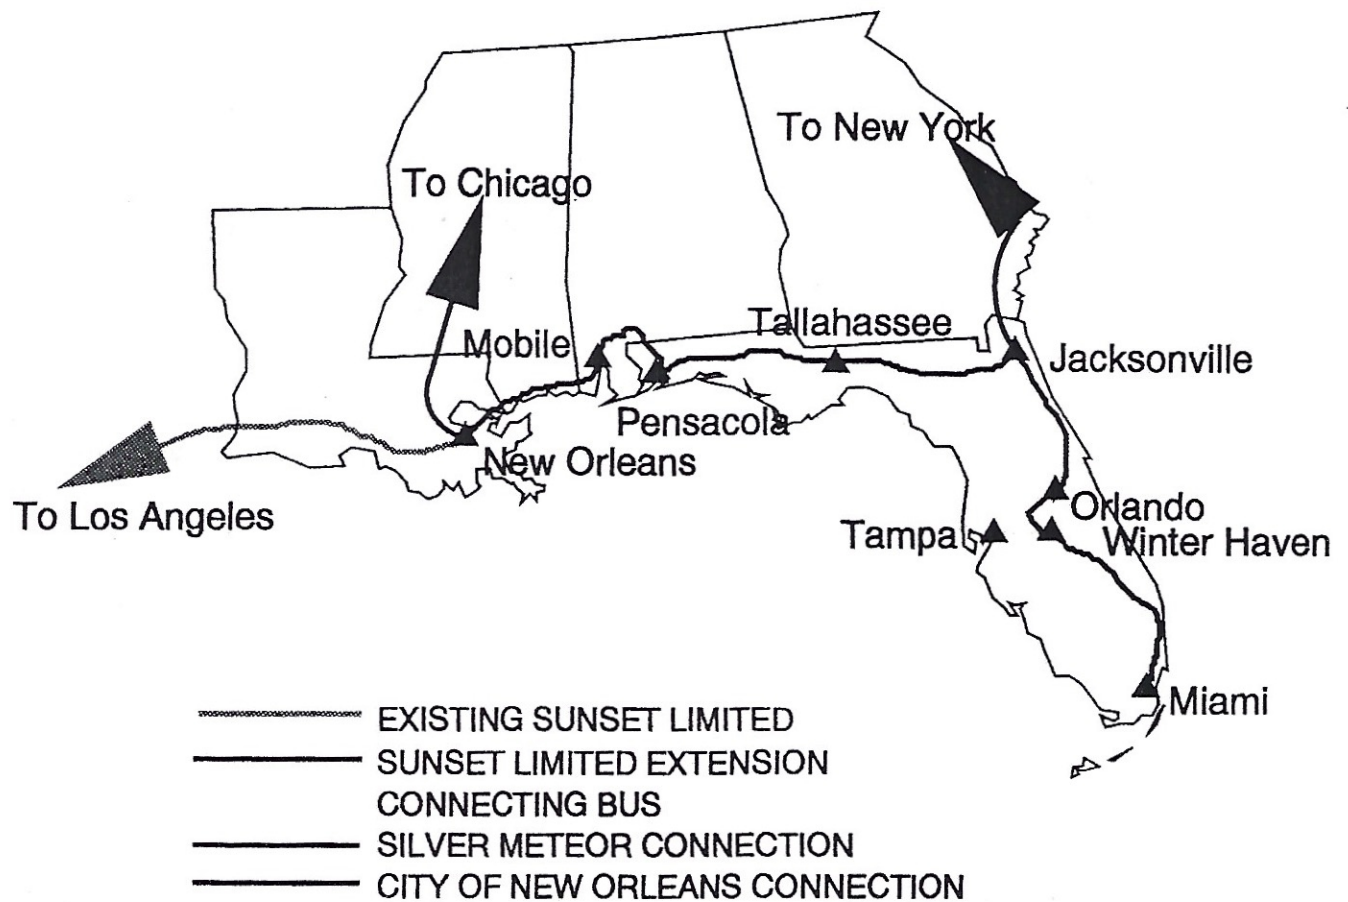 To New York
To Chicago
Tallahassee
Mobile
Jacksonville
Pensacola
New Orleans
To Los Angeles
Orlando
Tampa
Winter Haven
Miami
EXISTING SUNSET LIMITED
SUNSET LIMITED EXTENSION
CONNECTING BUS
SILVER METEOR CONNECTION
CITY OF NEW ORLEANS CONNECTION